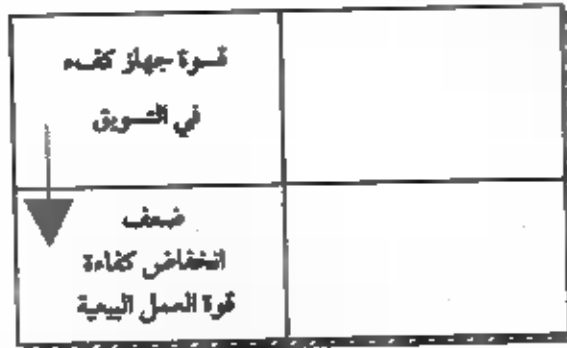 قوة جهاز كفء
في التسويق
ضعف
انخفاض كفاءة
قوة العمل البيعية